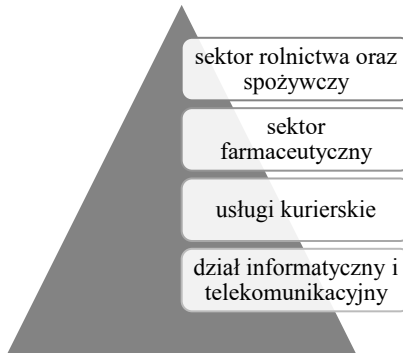 sektor rolnictwa oraz
spożywczy
sektor
farmaceutyczny
usługi kurierskie
dział informatyczny i
telekomunikacyjny